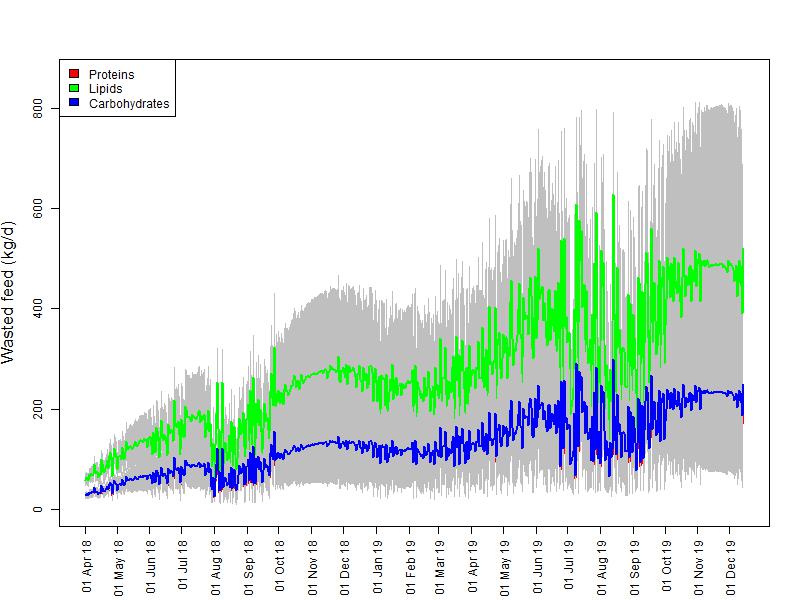 Proteins
Lipids
Carbohydrates
Wasted feed (kg/d)
800
600
400
200
0
01 Apr 18
01 May 18
01 Jun 18
01 Jul 18
01 Aug 18
01 Sep 18
01 Oct 18
01 Nov 18
01 Dec 18
01 Jan 19
01 Feb 19
01 Mar 19
01 Apr 19
01 May 19
01 Jun 19
01 Jul 19
01 Aug 19
01 Sep 19
01 Oct 19
01 Nov 19
01 Dec 19